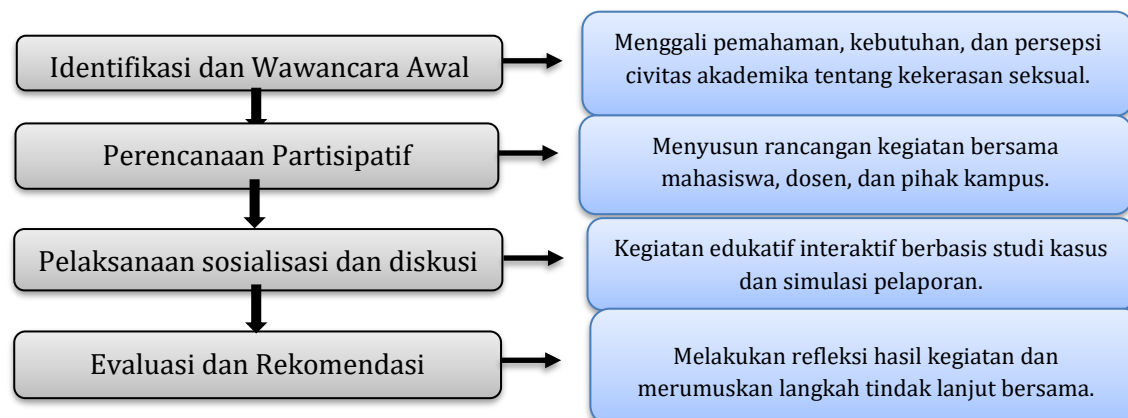 Identifikasi dan Wawancara Awal
Menggali pemahaman, kebutuhan, dan persepsi
civitas akademika tentang kekerasan seksual.
Perencanaan Partisipatif
Menyusun rancangan kegiatan bersama
mahasiswa, dosen, dan pihak kampus.
Pelaksanaan sosialisasi dan diskusi
Kegiatan edukatif interaktif berbasis studi kasus
dan simulasi pelaporan.
Evaluasi dan Rekomendasi
Melakukan refleksi hasil kegiatan dan
merumuskan langkah tindak lanjut bersama.